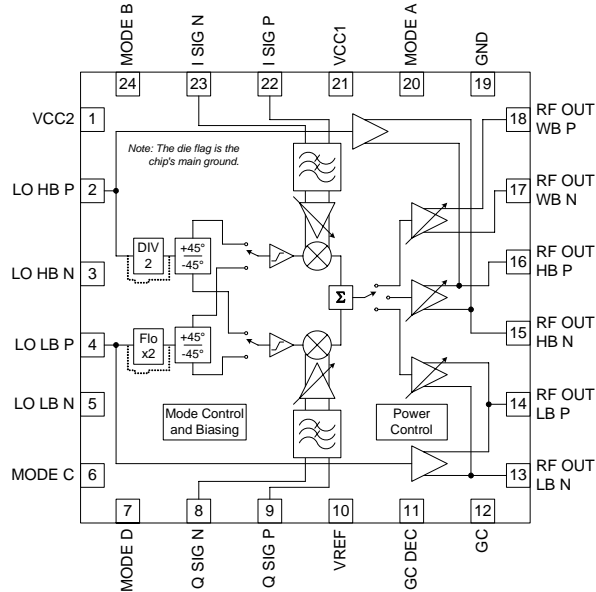 MODE B
I SIG N
I SIG P
VCC1
MODE A
GND
24
23
22
21
20
19
VCC2
1
LO HB P
2
LO HB N
3
LO LB P
4
LO LB N
5
MODE C
6
Note: The die flag is the
chip's main ground.
DIV
2
+45°
-45°
Flo
x2
+45°
-45°
Σ
Mode Control
and Biasing
Power
Control
18
RF OUT
WB P
17
RF OUT
WB N
16
RF OUT
HB P
15
RF OUT
HB N
14
RF OUT
LB P
13
RF OUT
LB N
7
8
9
10
11
12
MODE D
Q SIG N
Q SIG P
VREF
GC DEC
GC